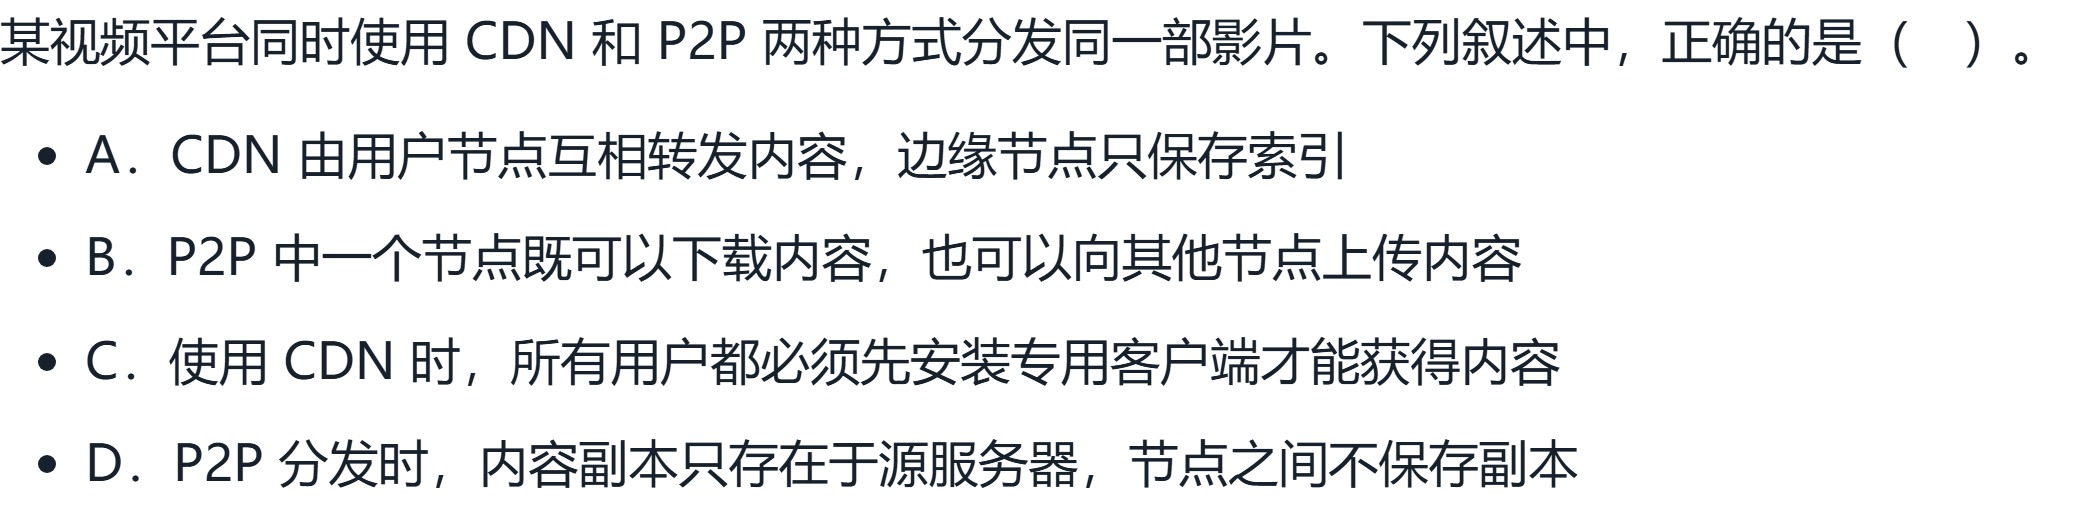 某视频平台同时使用 CDN 和 P2P 两种方式分发同一部影片。下列叙述中，正确的是（　）。
• A．CDN 由用户节点互相转发内容，边缘节点只保存索引
• B．P2P 中一个节点既可以下载内容，也可以向其他节点上传内容
• C．使用 CDN 时，所有用户都必须先安装专用客户端才能获得内容
• D．P2P 分发时，内容副本只存在于源服务器，节点之间不保存副本